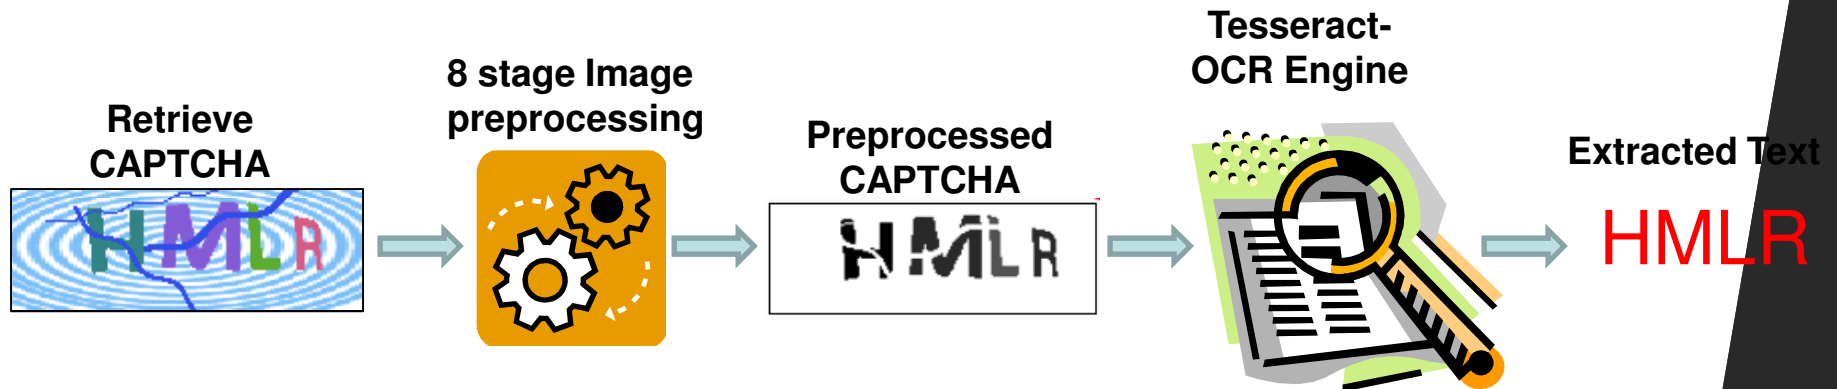 Retrieve
CAPTCHA
HMLR
8 stage Image
preprocessing
Preprocessed
CAPTCHA
HMLR
Tesseract-
OCR Engine
Extracted Text
HMLR